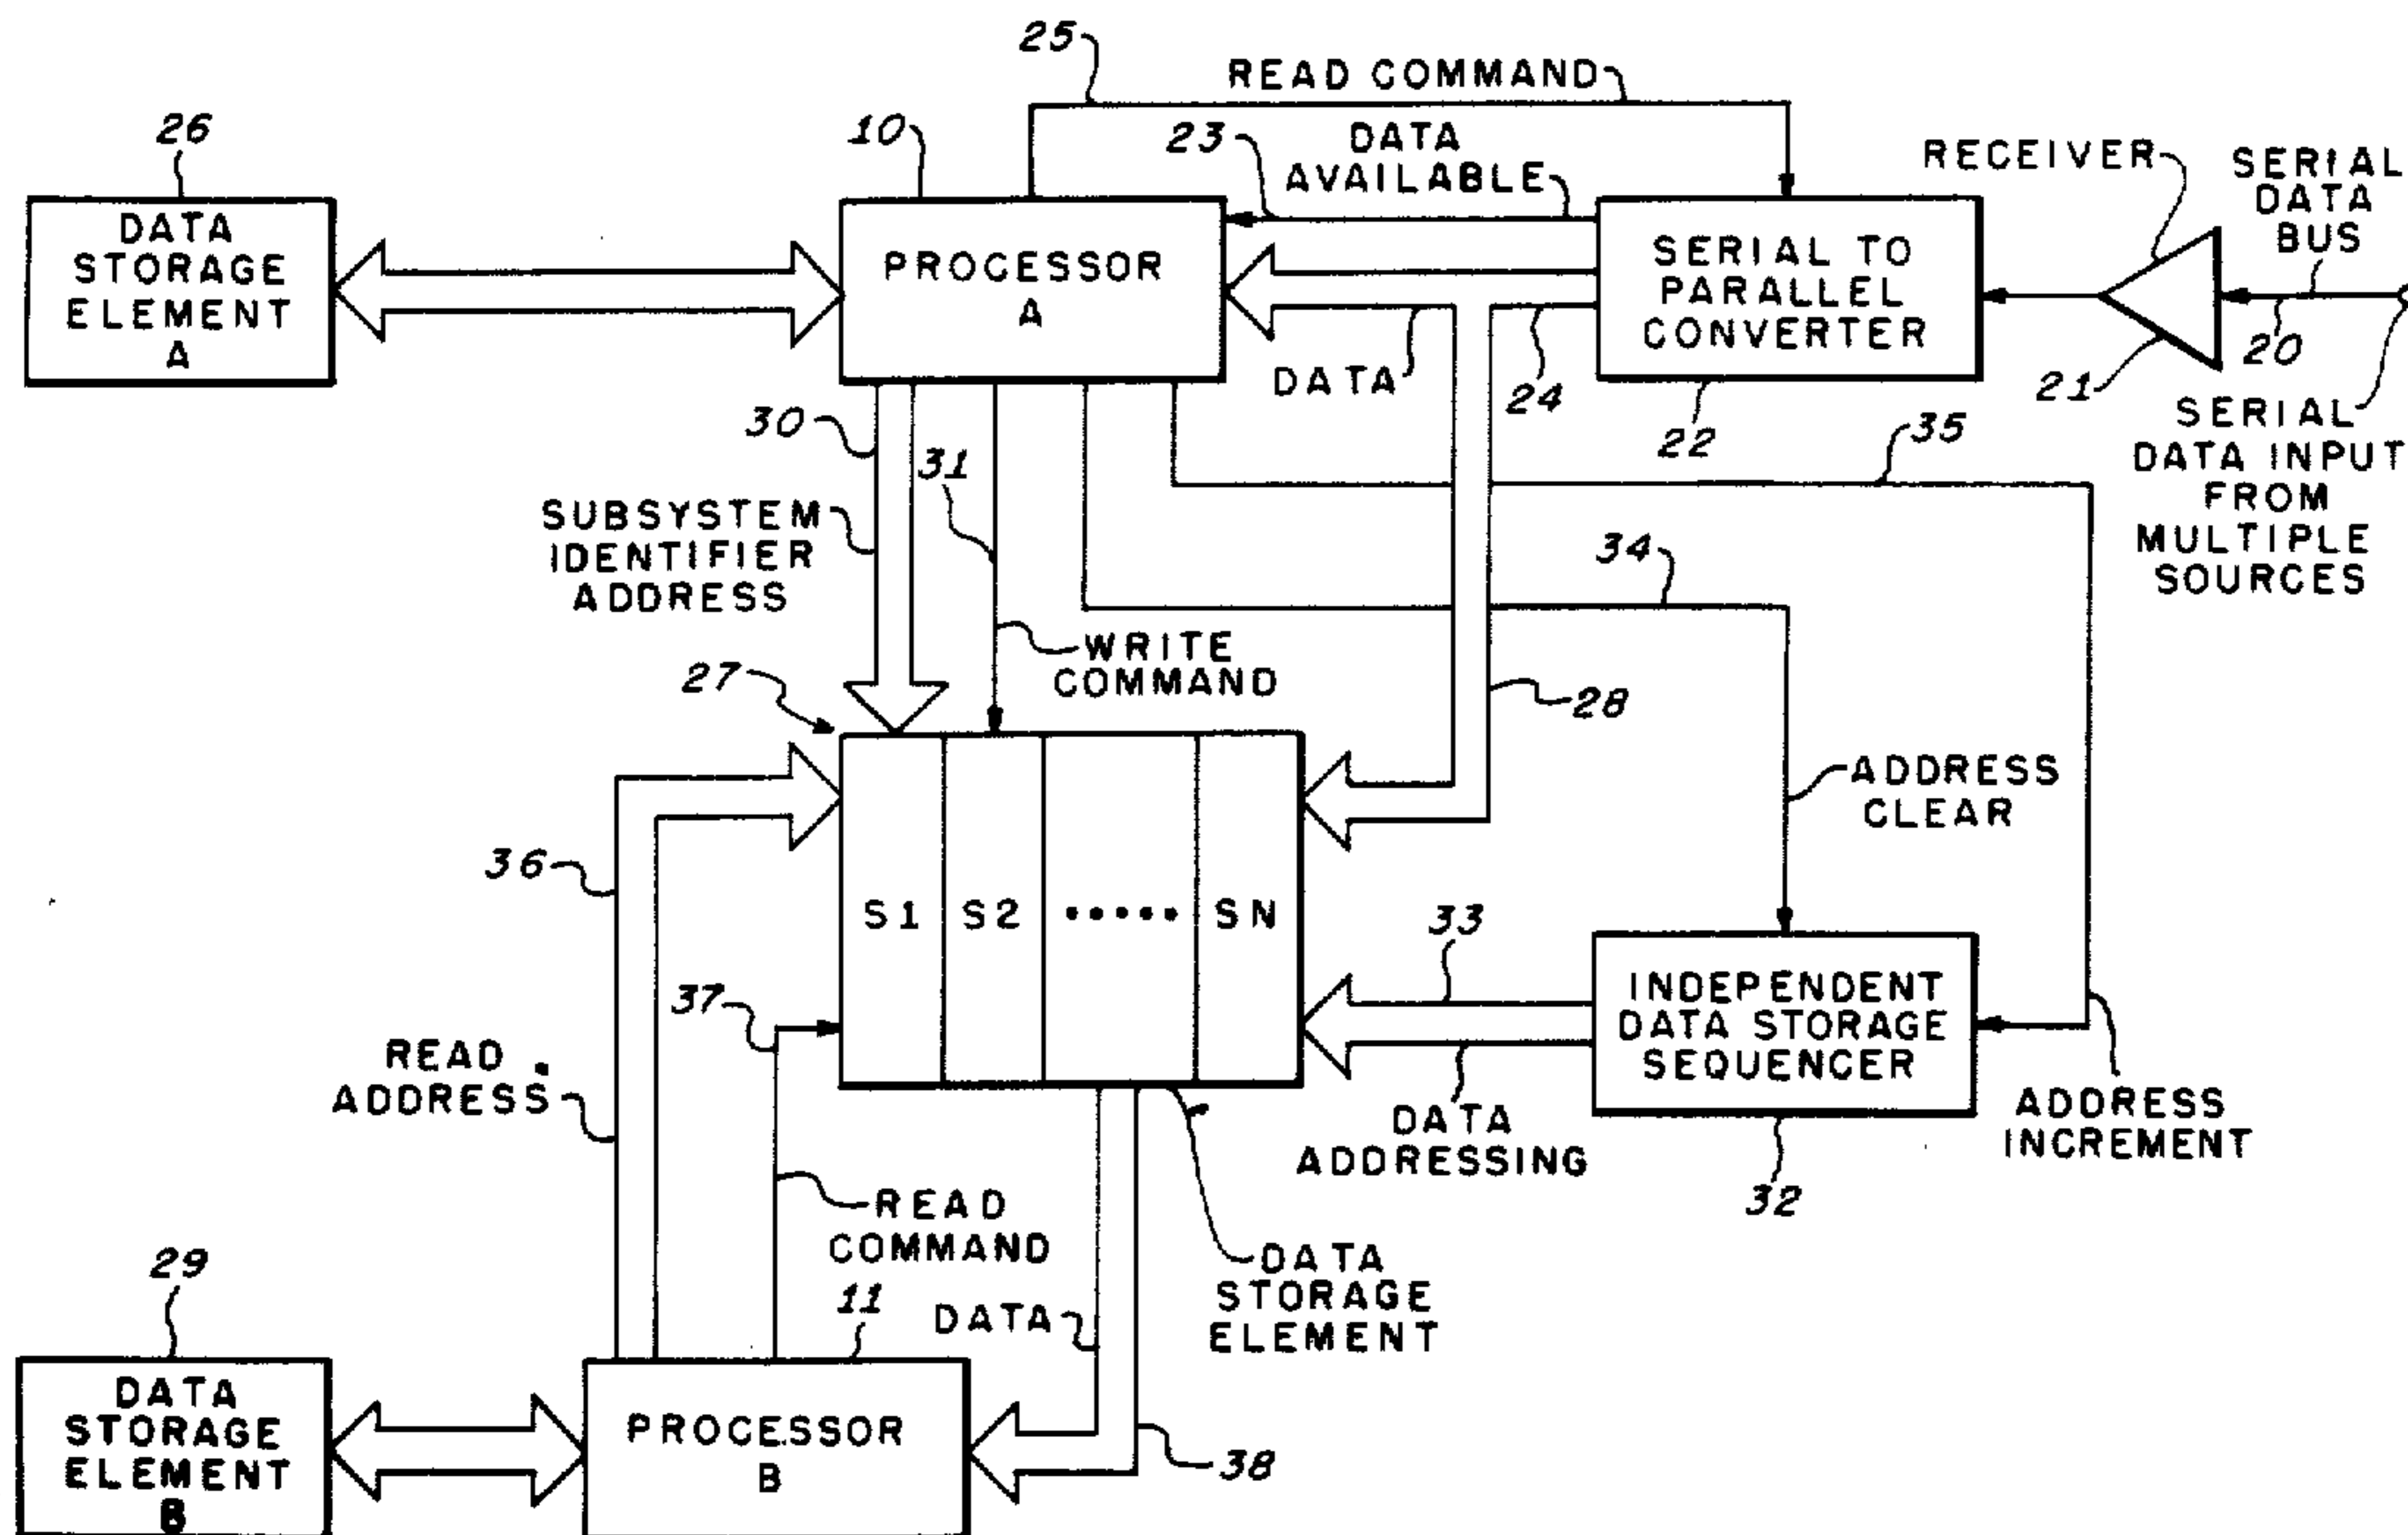 25
READ COMMAND
26
10
23
DATA
AVAILABLE
RECEIVER
SERIAL
DATA
BUS
DATA
STORAGE
ELEMENT
A
PROCESSOR
A
SERIAL TO
PARALLEL
CONVERTER
20
21
DATA
24
22
SERIAL
DATA INPUT
FROM
MULTIPLE
SOURCES
30
31
35
SUBSYSTEM
IDENTIFIER
ADDRESS
34
WRITE
COMMAND
27
28
ADDRESS
CLEAR
36
S1
S2
.....
SN
33
37
INDEPENDENT
DATA STORAGE
SEQUENCER
READ
ADDRESS
DATA
ADDRESSING
ADDRESS
INCREMENT
32
READ
COMMAND
DATA
STORAGE
ELEMENT
29
11
DATA
DATA
STORAGE
ELEMENT
B
PROCESSOR
B
38